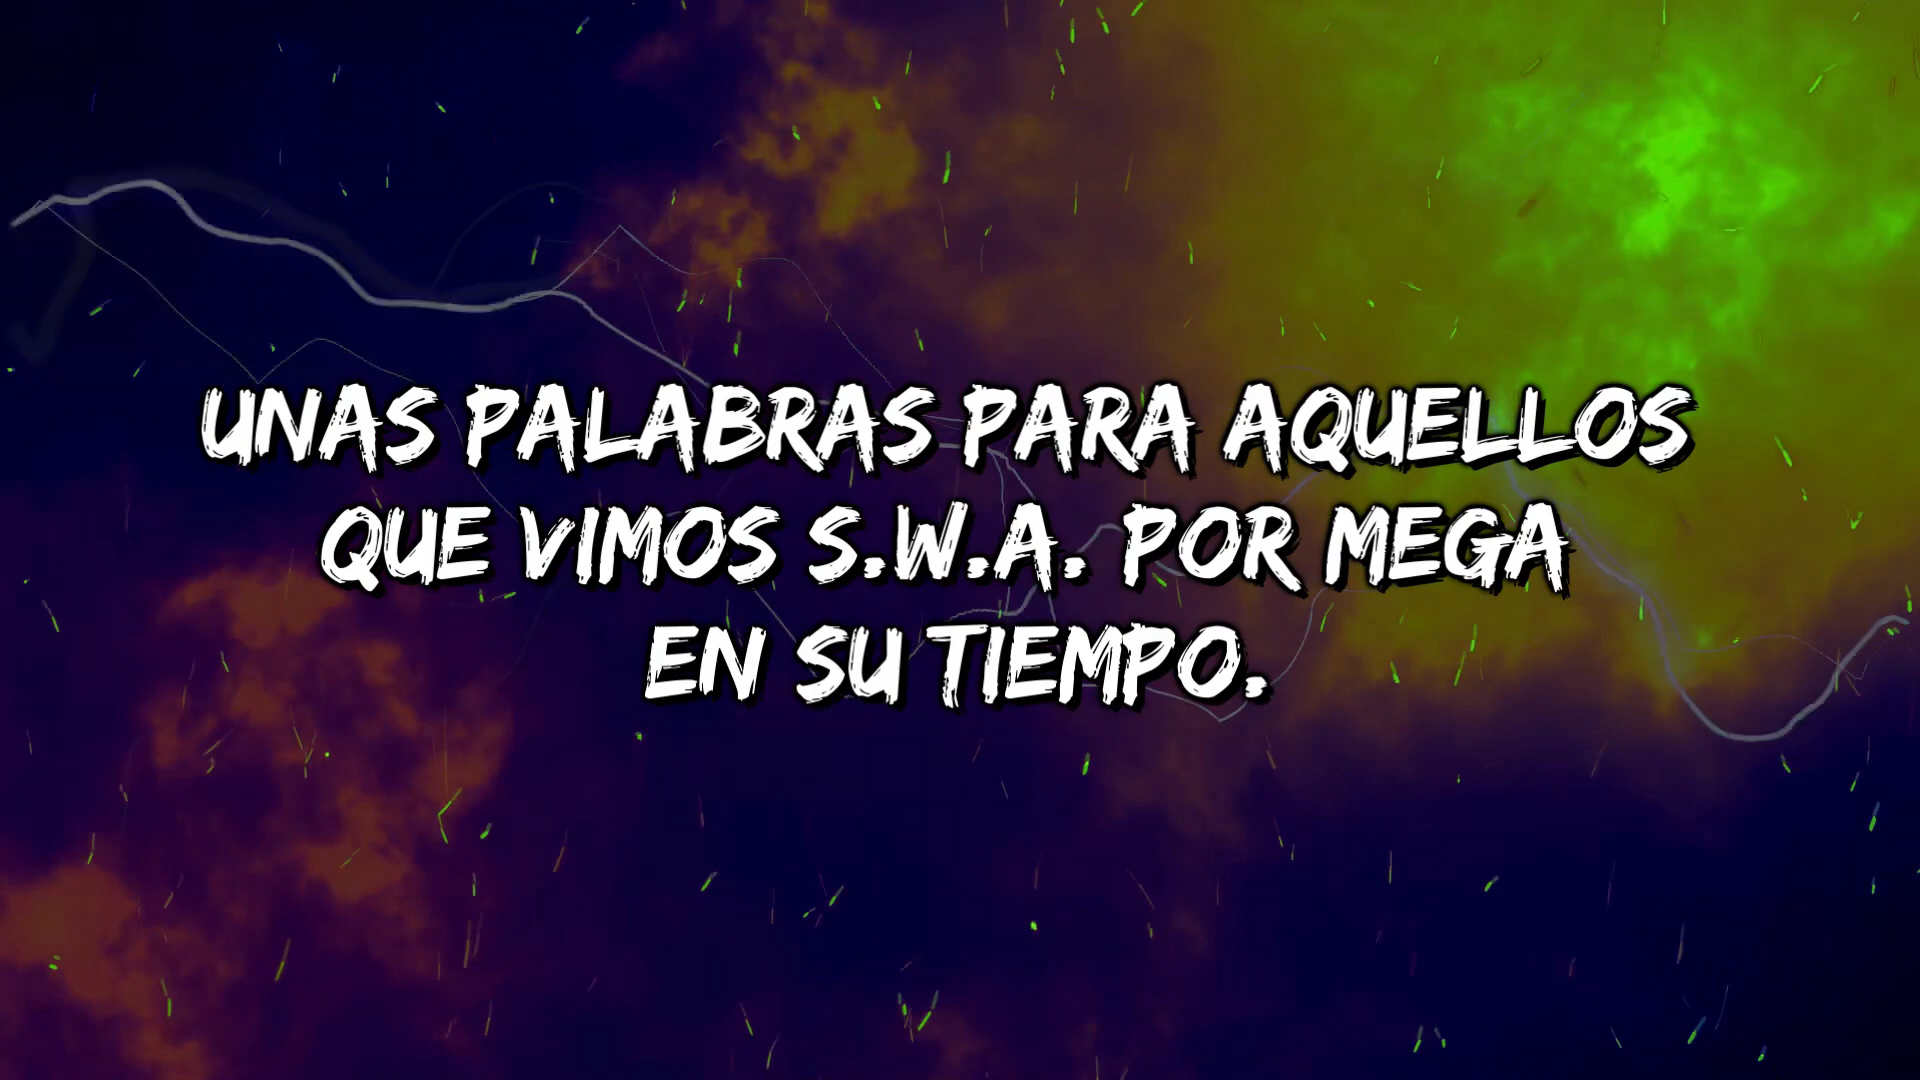 UNAS PALABRAS PARA AQUELLOS
QUE VIMOS S.W.A. POR MEGA
EN SU TIEMPO.